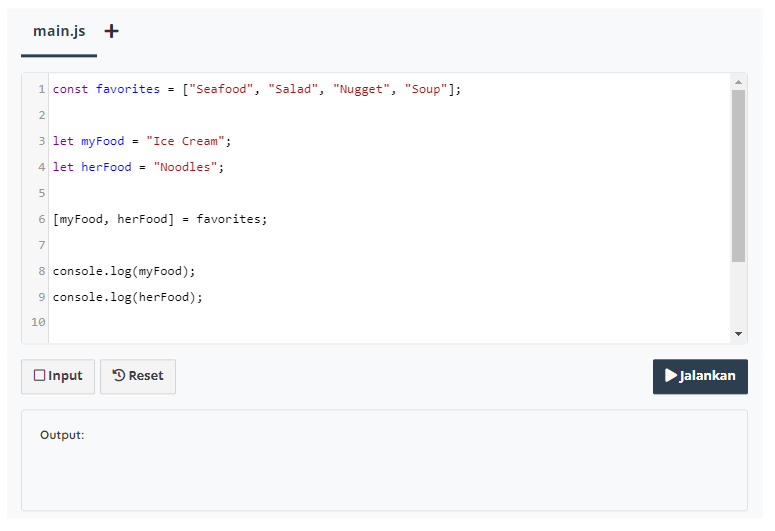 main.js +
1 const favorites = ["Seafood", "Salad", "Nugget", "Soup"];
2
3 let myFood = "Ice Cream";
4 let herFood = "Noodles";
5
6 [myFood, herFood] = favorites;
7
8 console.log(myFood);
9 console.log(herFood);
10
Input Reset Jalankan
Output: